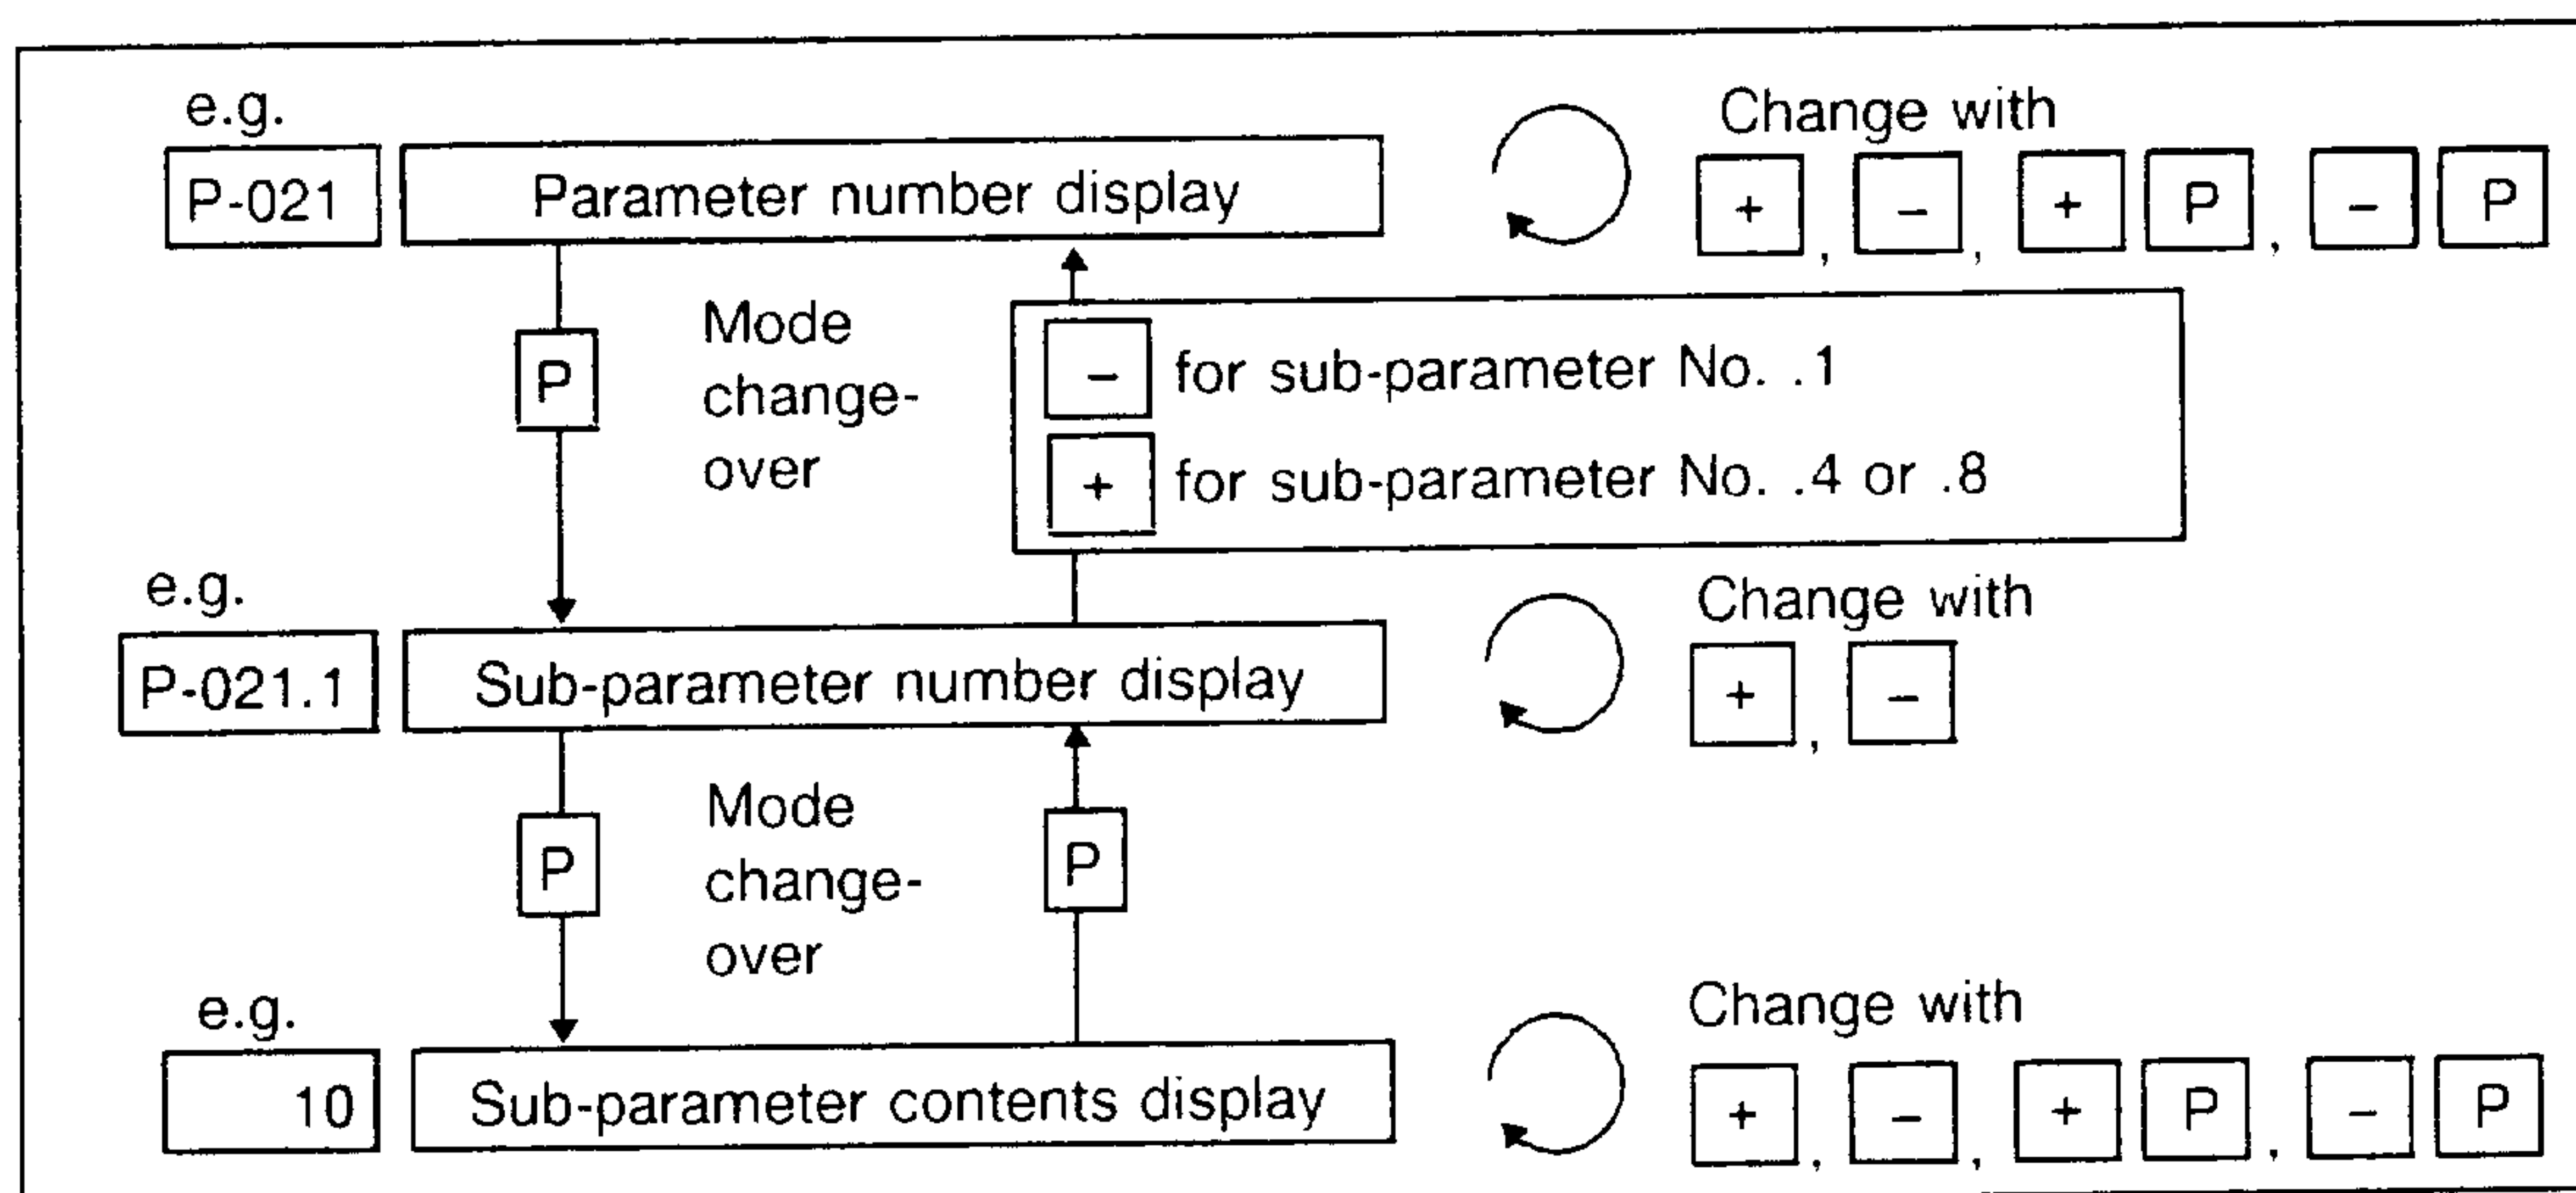 e.g.
Change with
P-021
Parameter number display
+ , − , + P , − P
Mode
change-
over
P
− for sub-parameter No. .1
+ for sub-parameter No. .4 or .8
e.g.
Change with
P-021.1
Sub-parameter number display
+ , −
Mode
change-
over
P
P
e.g.
Change with
10
Sub-parameter contents display
+ , − , + P , − P